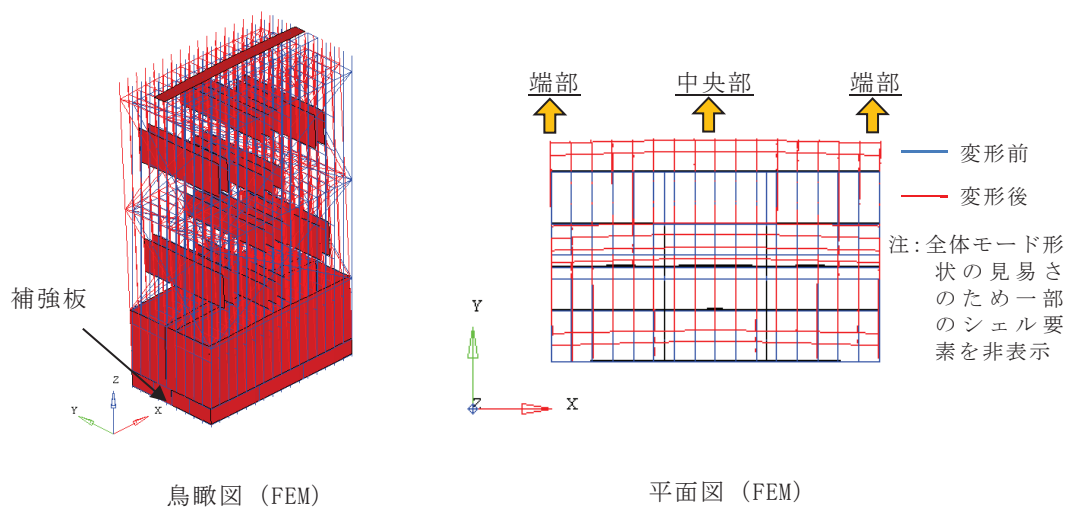 端部
中央部
端部
変形前
変形後
注:全体モード形
状の見易さ
のため一部
のシェル要
素を非表示
補強板
Z
Y
X
Y
Z
X
鳥瞰図 (FEM)
平面図 (FEM)